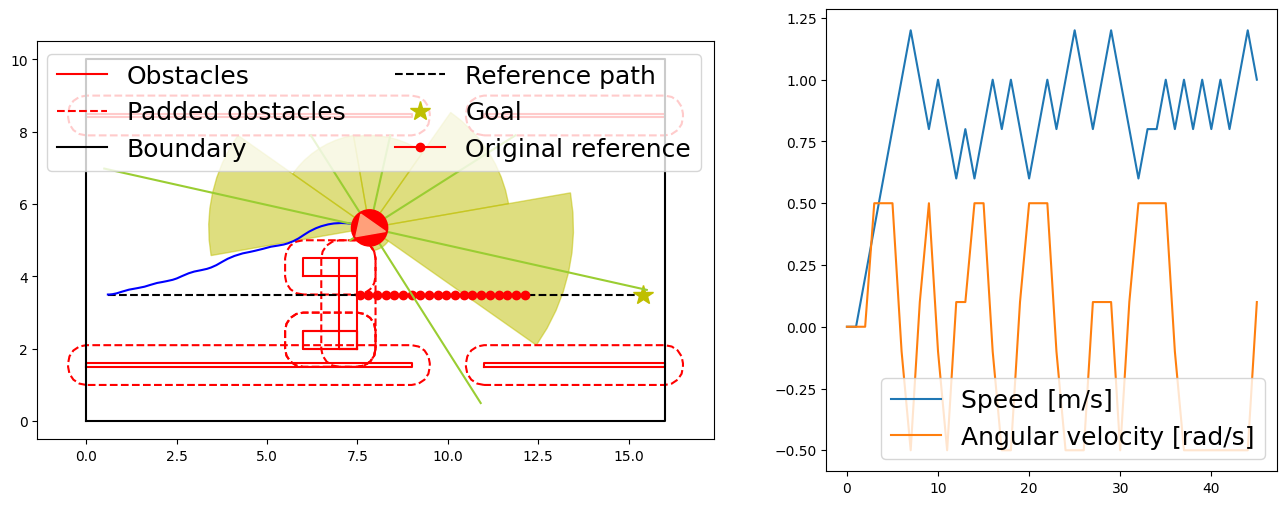 Obstacles
Padded obstacles
Boundary
Reference path
Goal
Original reference
10
8
6
4
2
0
0.0 2.5 5.0 7.5 10.0 12.5 15.0
1.25
1.00
0.75
0.50
0.25
0.00
−0.25
−0.50
Speed [m/s]
Angular velocity [rad/s]
0 10 20 30 40